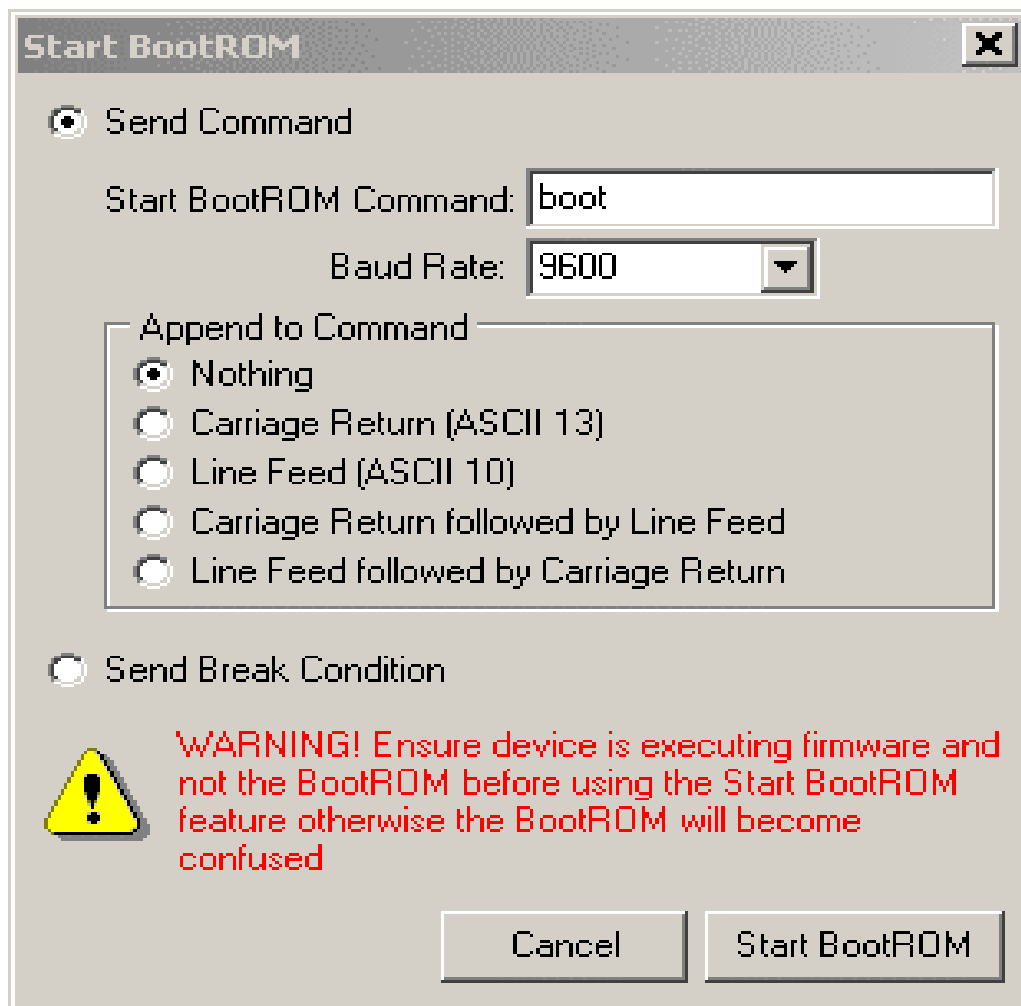 Start BootROM
Send Command
Start BootROM Command: boot
Baud Rate: 9600
Append to Command
Nothing
Carriage Return (ASCII 13)
Line Feed (ASCII 10)
Carriage Return followed by Line Feed
Line Feed followed by Carriage Return
Send Break Condition
WARNING! Ensure device is executing firmware and
not the BootROM before using the Start BootROM
feature otherwise the BootROM will become
confused
Cancel Start BootROM